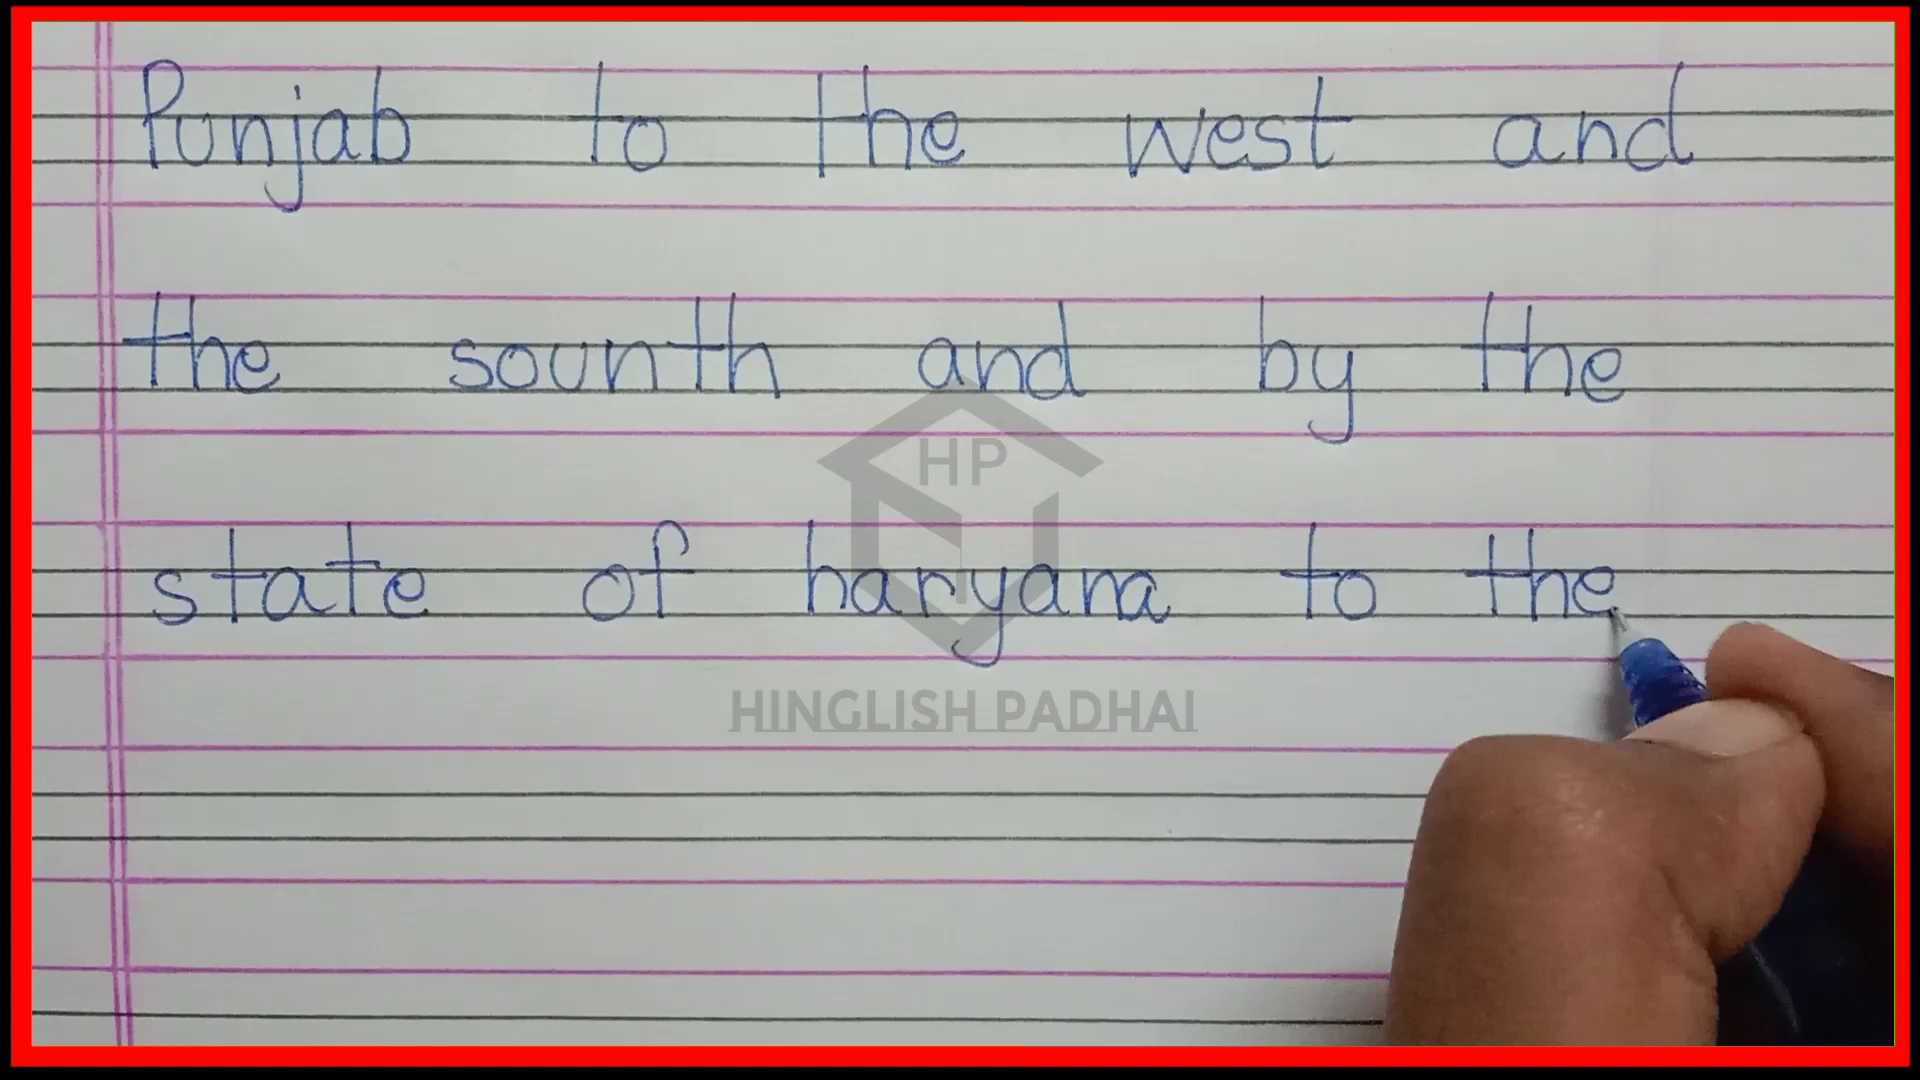 Punjab to the west and
the sounth and by the
state of haryana to the
HP
HINGLISH PADHAI